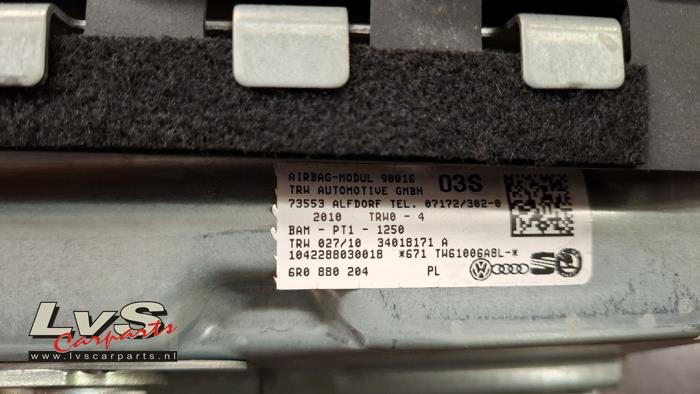 AIRBAG-MODUL 90016 03S
TRW AUTOMOTIVE GMBH
73553 ALFDORF TEL. 07172/302-0
2010 TRW0 - 4
BAM - PT1 - 1250
TRW 027/10 34018171 A
1042288030018 *671 TW61006A8L-*
6R0 880 204 PL
LvS
Carparts
www.lvscarparts.nl